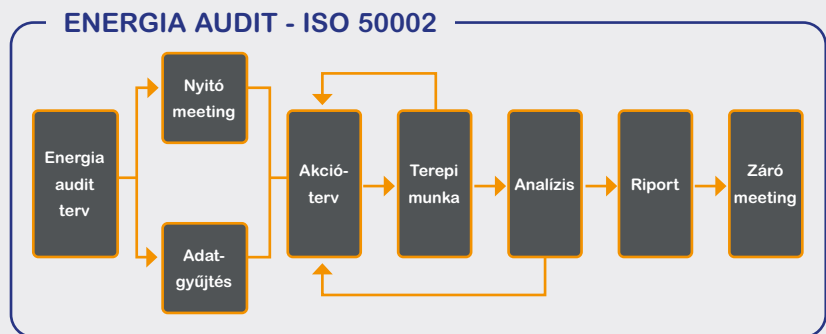 ENERGIA AUDIT - ISO 50002
Energia
audit
terv
Nyitó
meeting
Adat-
gyűjtés
Akció-
terv
Terepi
munka
Analízis
Riport
Záró
meeting